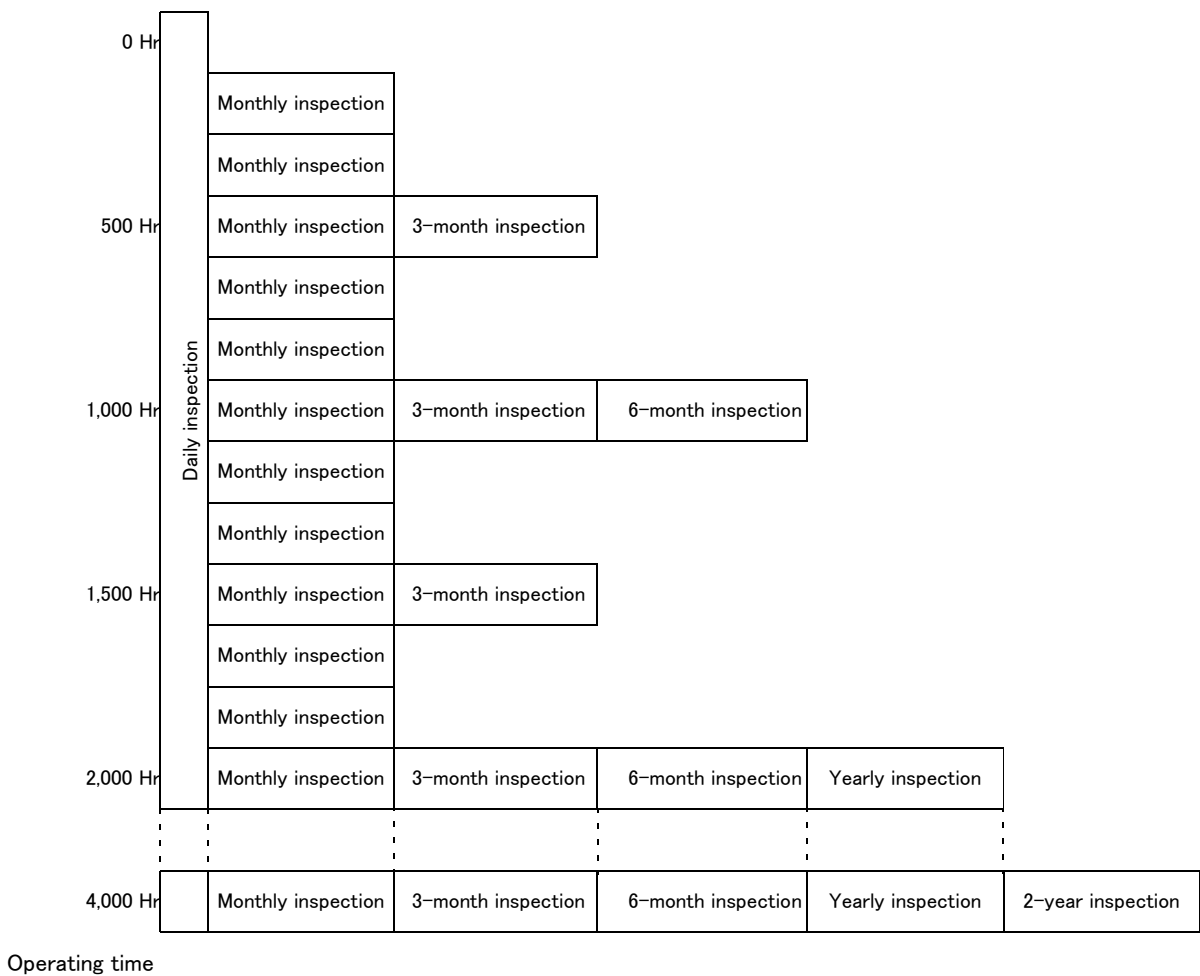 0 Hr
Monthly inspection
Monthly inspection
500 Hr Monthly inspection 3-month inspection
Monthly inspection
Monthly inspection
Daily inspection
1,000 Hr Monthly inspection 3-month inspection 6-month inspection
Monthly inspection
Monthly inspection
1,500 Hr Monthly inspection 3-month inspection
Monthly inspection
Monthly inspection
2,000 Hr Monthly inspection 3-month inspection 6-month inspection Yearly inspection
4,000 Hr Monthly inspection 3-month inspection 6-month inspection Yearly inspection 2-year inspection
Operating time